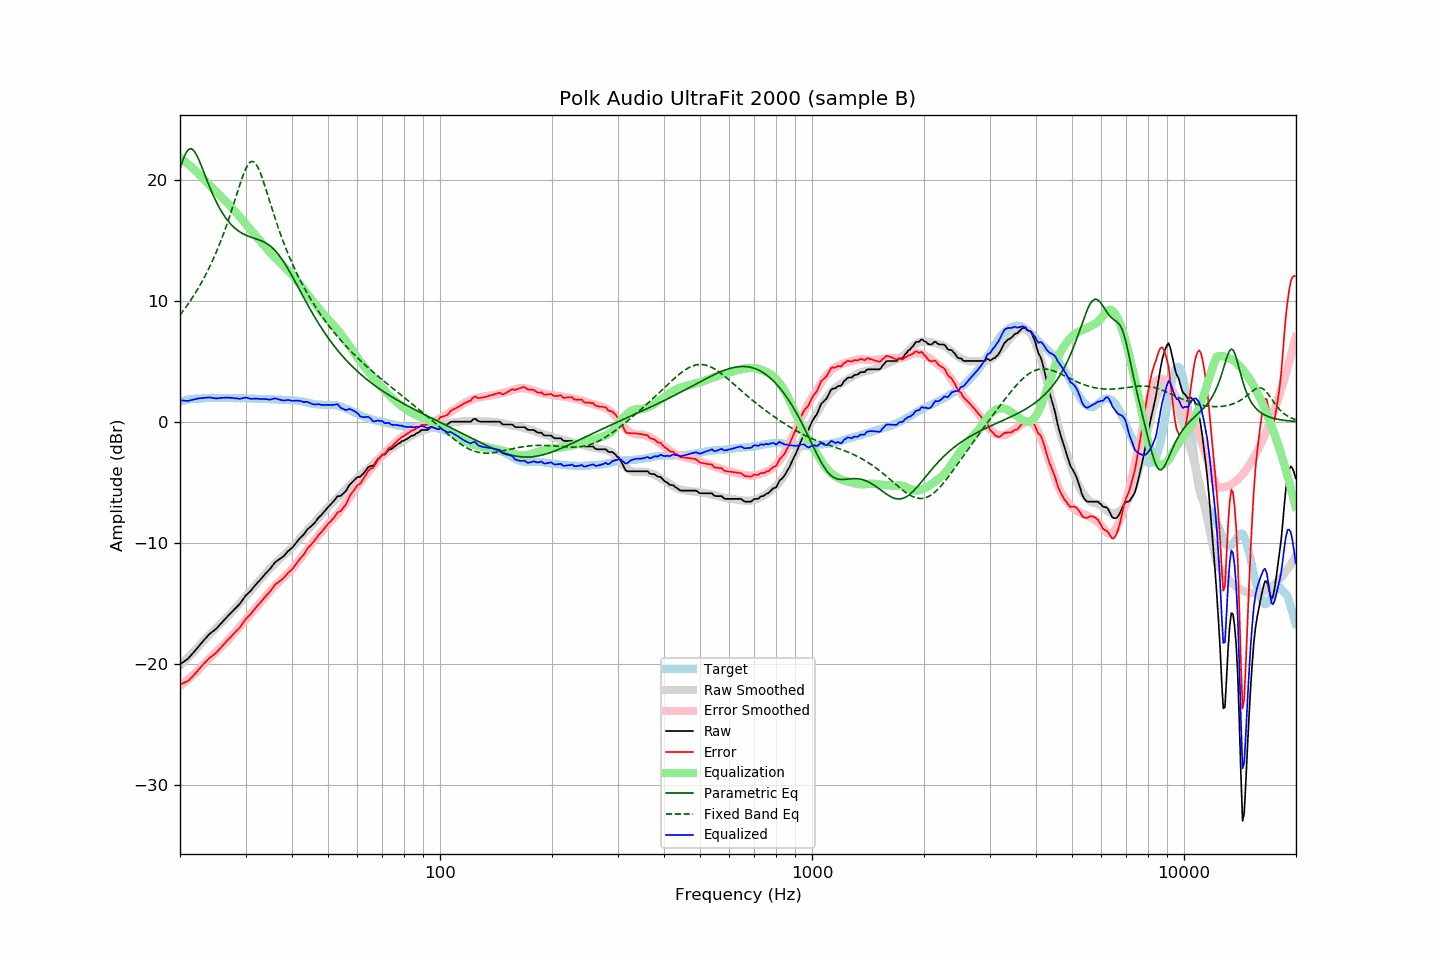 Polk Audio UltraFit 2000 (sample B)
Amplitude (dBr)
20
10
0
−10
−20
−30
100
1000
10000
Frequency (Hz)
Target
Raw Smoothed
Error Smoothed
Raw
Error
Equalization
Parametric Eq
Fixed Band Eq
Equalized